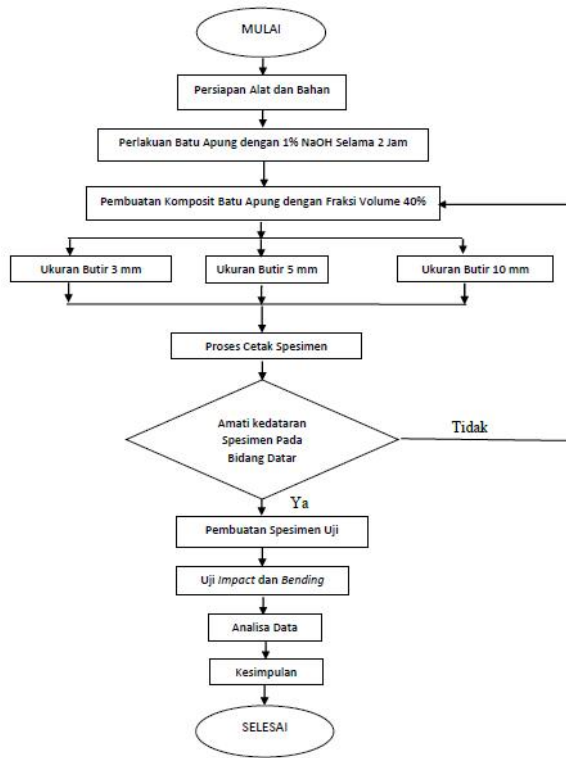 MULAI
Persiapan Alat dan Bahan
Perlakuan Batu Apung dengan 1% NaOH Selama 2 Jam
Pembuatan Komposit Batu Apung dengan Fraksi Volume 40%
Ukuran Butir 3 mm
Ukuran Butir 5 mm
Ukuran Butir 10 mm
Proses Cetak Spesimen
Amati kedataran
Spesimen Pada
Bidang Datar
Tidak
Ya
Pembuatan Spesimen Uji
Uji Impact dan Bending
Analisa Data
Kesimpulan
SELESAI